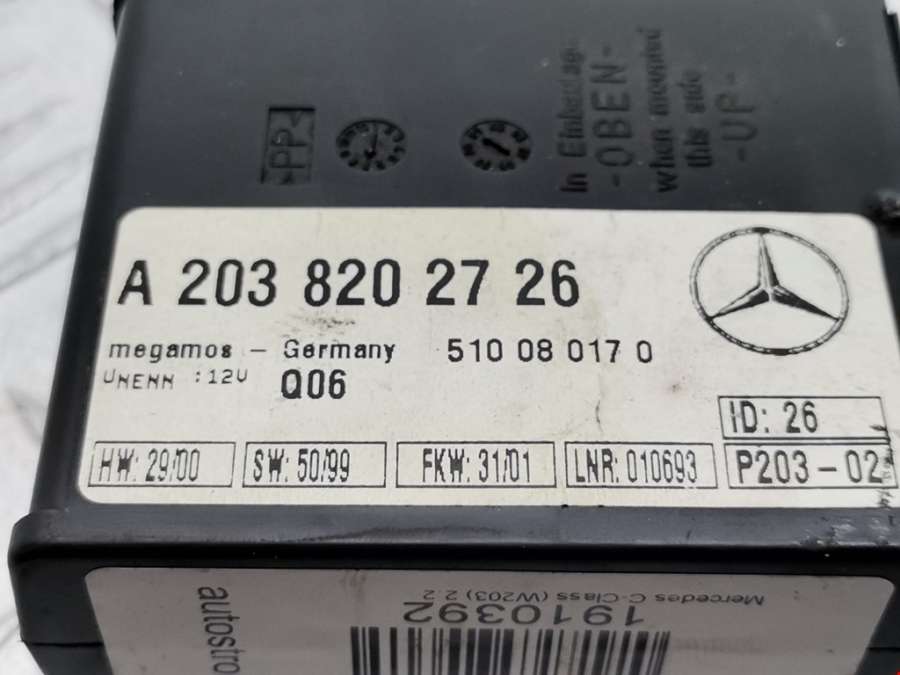 >PP<
In Einbaulage
-OBEN-
when mounted
this side
-UP-
A 203 820 27 26
megamos - Germany 510 08 017 0
UNENN :12V
Q06
ID: 26
HW: 29/00 SW: 50/99 FKW: 31/01 LNR: 010693 P203-02
autostro
Mercedes C-Class (W203) 2.2
1910392